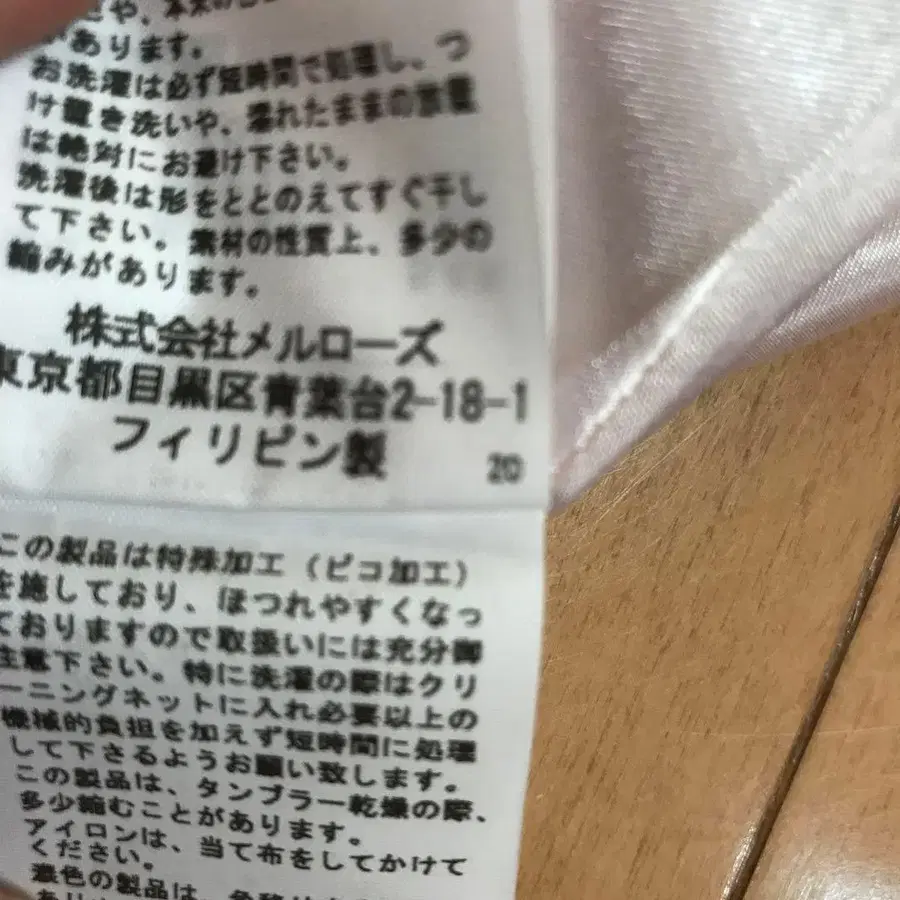 や、本来の
があります。
お洗濯は必ず短時間で処理し、つ
け置き洗いや、濡れたままの放置
は絶対にお避け下さい。
洗濯後は形をととのえてすぐ干し
て下さい。素材の性質上、多少の
縮みがあります。
株式会社メルローズ
東京都目黒区青葉台2-18-1
フィリピン製
20
この製品は特殊加工(ピコ加工)
を施しており、ほつれやすくなっ
ておりますので取扱いには充分御
注意下さい。特に洗濯の際はクリ
ーニングネットに入れ必要以上の
機械的負担を加えず短時間に処理
して下さるようお願い致します。
この製品は、タンブラー乾燥の際、
多少縮むことがあります。
アイロンは、当て布をしてかけて
ください。
濃色の製品は、